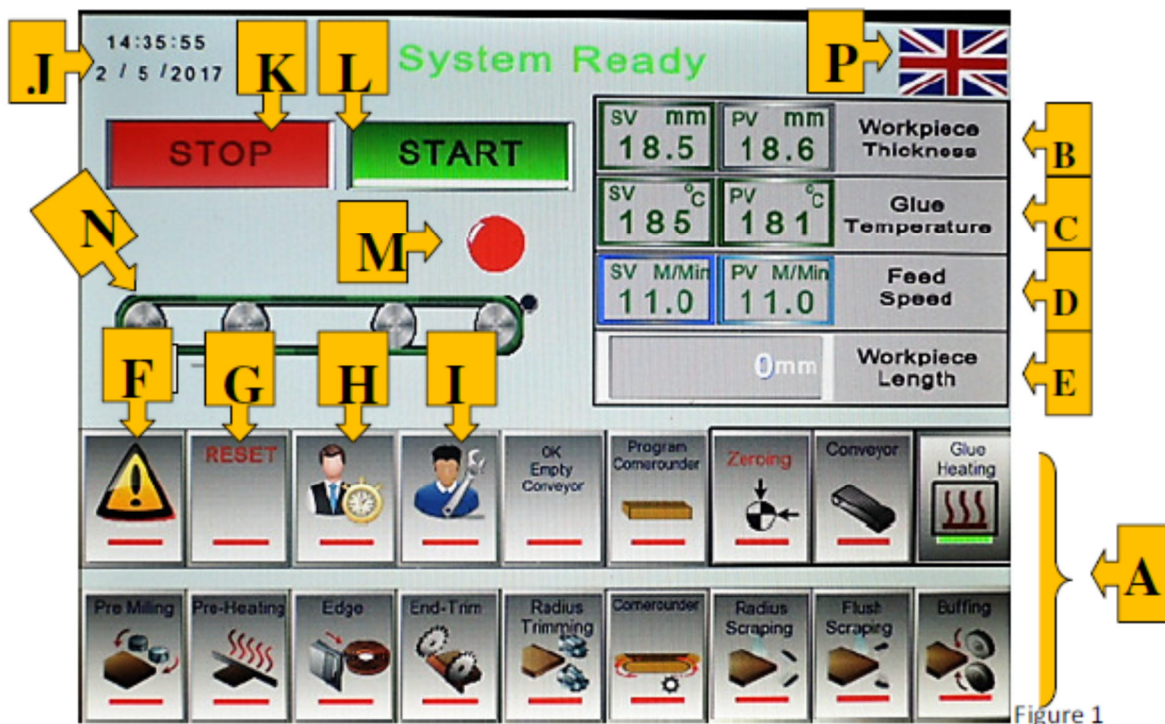 J
14:35:55
2 / 5 /2017
K
L
System Ready
P
STOP
START
SV mm
18.5
PV mm
18.6
Workpiece
Thickness
B
SV °C
185
PV °C
181
Glue
Temperature
C
N
M
SV M/Min
11.0
PV M/Min
11.0
Feed
Speed
D
0mm
Workpiece
Length
E
F
G
H
I
RESET
OK
Empty
Conveyor
Program
Cornerounder
Zeroing
Conveyor
Glue
Heating
A
Pre Milling
Pre-Heating
Edge
End-Trim
Radius
Trimming
Cornerounder
Radius
Scraping
Flush
Scraping
Buffing
Figure 1